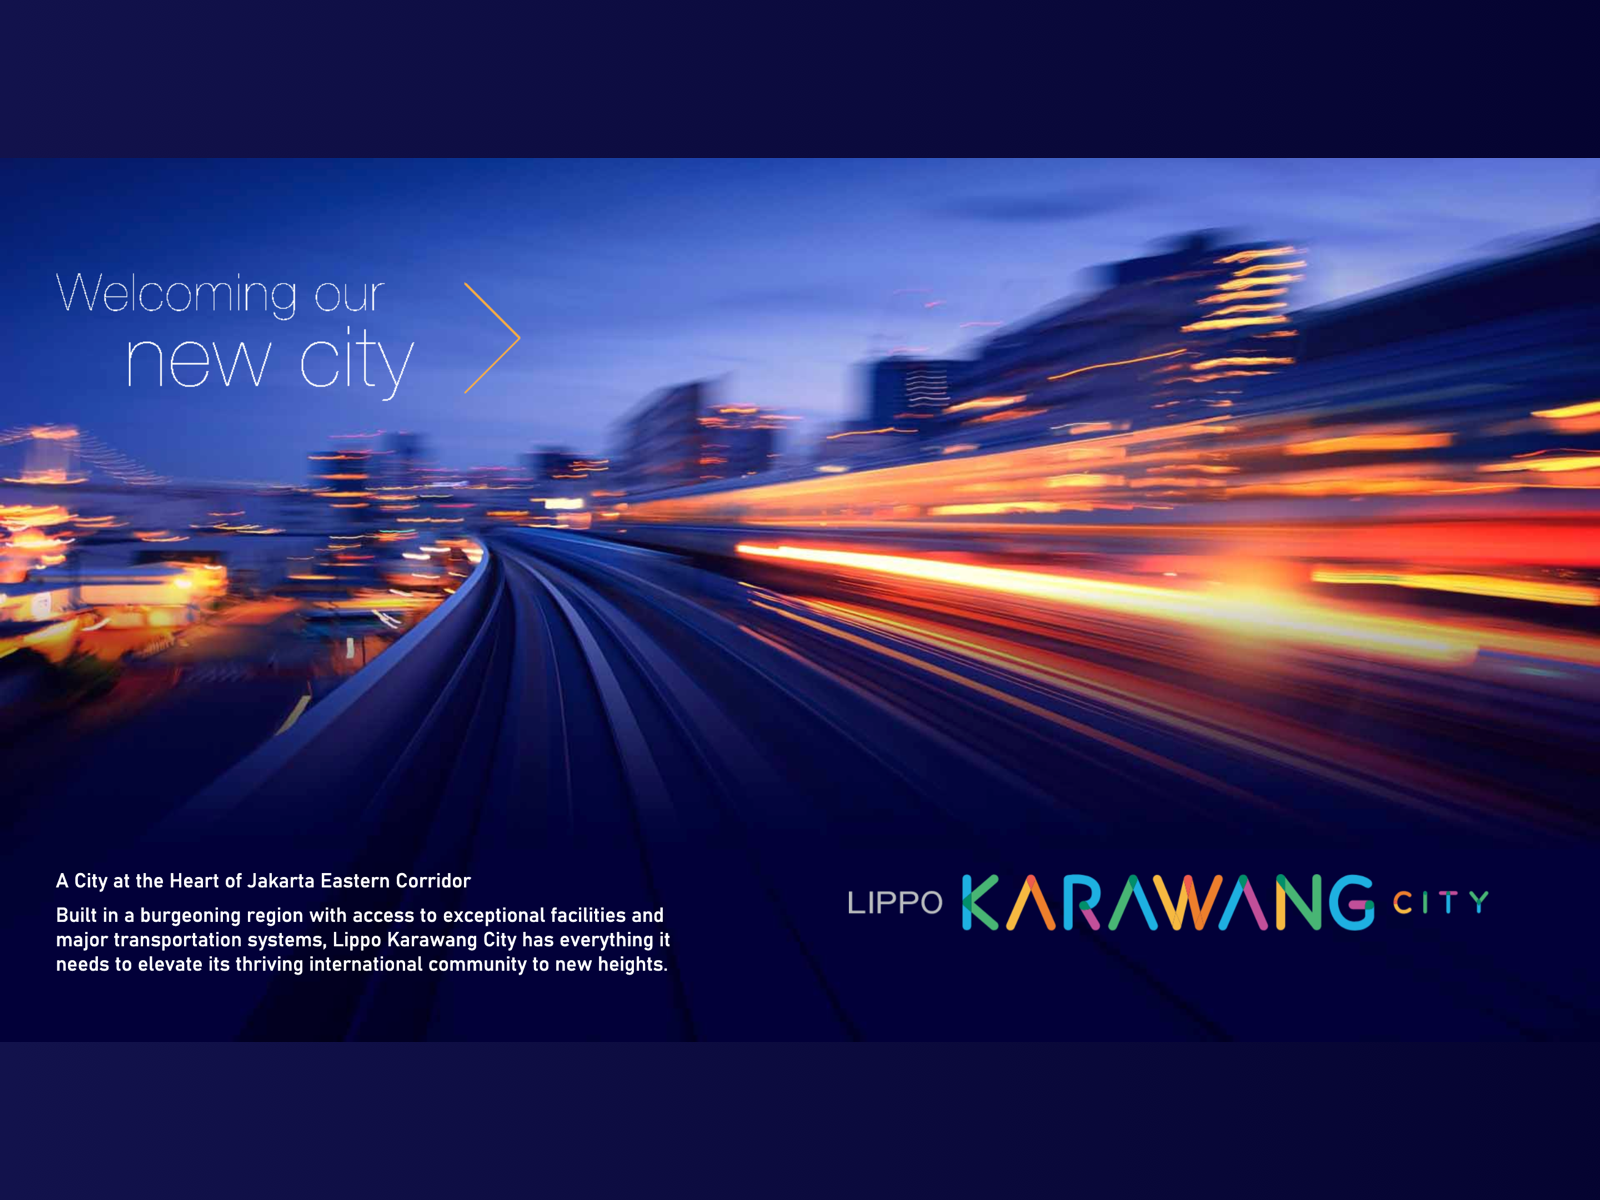 Welcoming our
new city
A City at the Heart of Jakarta Eastern Corridor
Built in a burgeoning region with access to exceptional facilities and
major transportation systems, Lippo Karawang City has everything it
needs to elevate its thriving international community to new heights.
LIPPO KARAWANG CITY